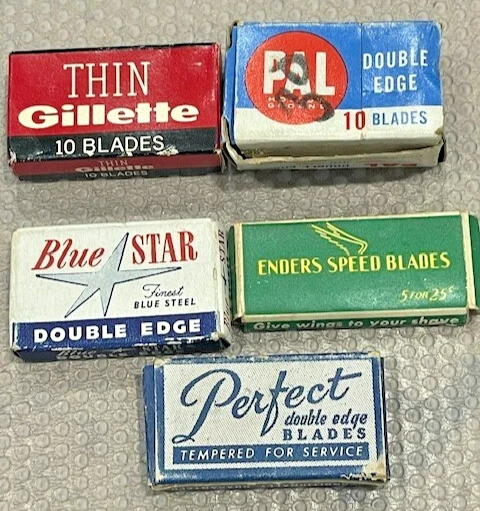 THIN
Gillette
10 BLADES
THIN
10 BLADES
PAL
DOUBLE
EDGE
10 BLADES
Blue STAR
Finest
BLUE STEEL
DOUBLE EDGE
ENDERS SPEED BLADES
5 FOR 25¢
Give wings to your shave
Perfect
double edge
BLADES
TEMPERED FOR SERVICE